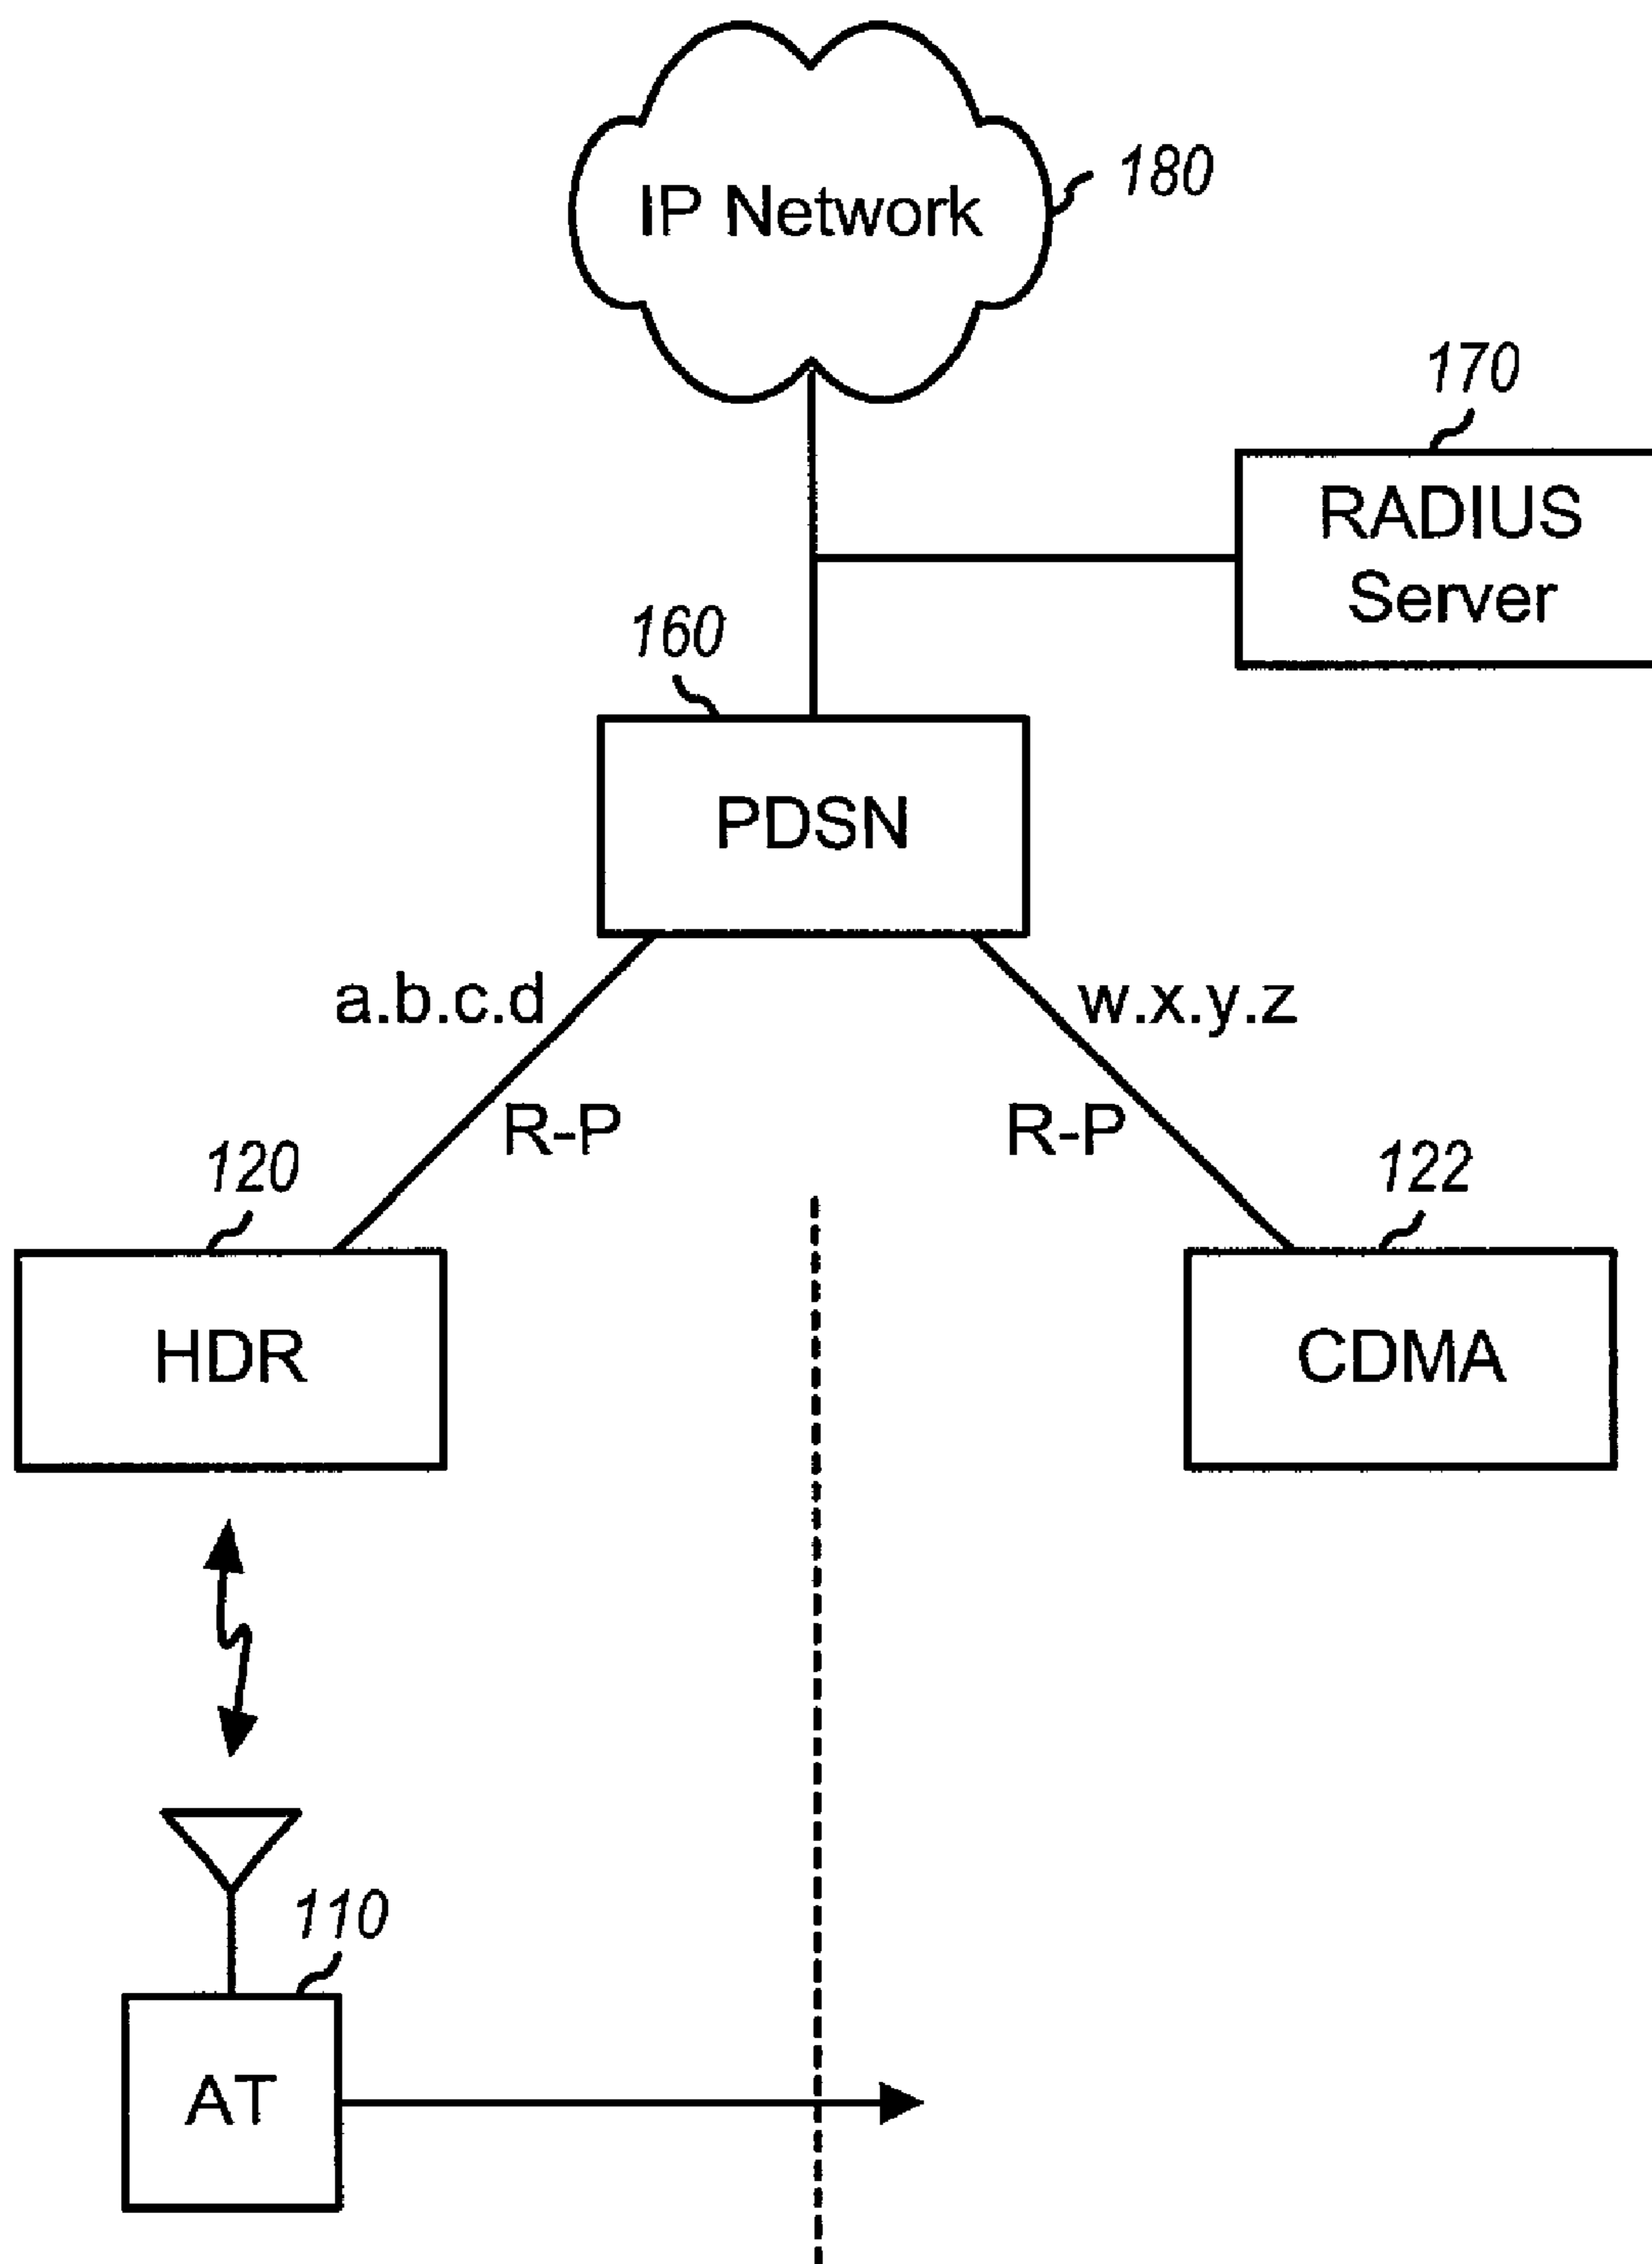 180
IP Network
170
RADIUS
Server
160
PDSN
a.b.c.d
w.x.y.z
R-P
R-P
120
122
HDR
CDMA
110
AT